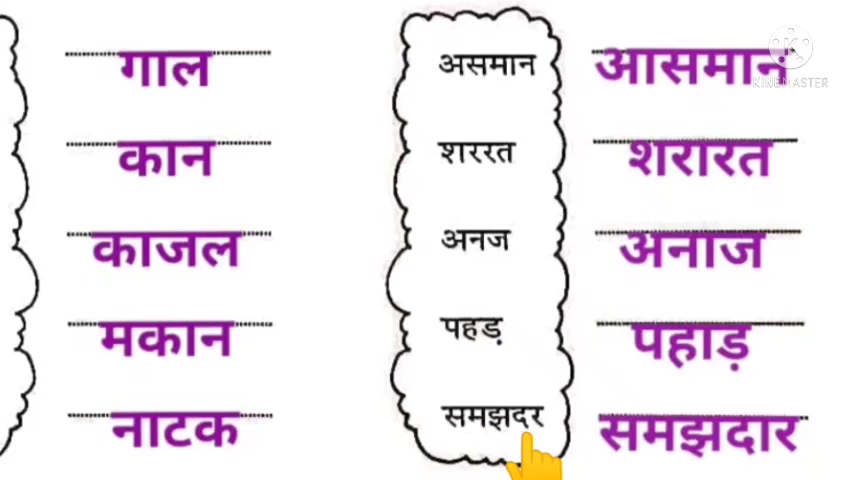 गाल
कान
काजल
मकान
नाटक
असमान आसमान
शररत शरारत
अनज अनाज
पहड़ पहाड़
समझदर समझदार
KINEMASTER